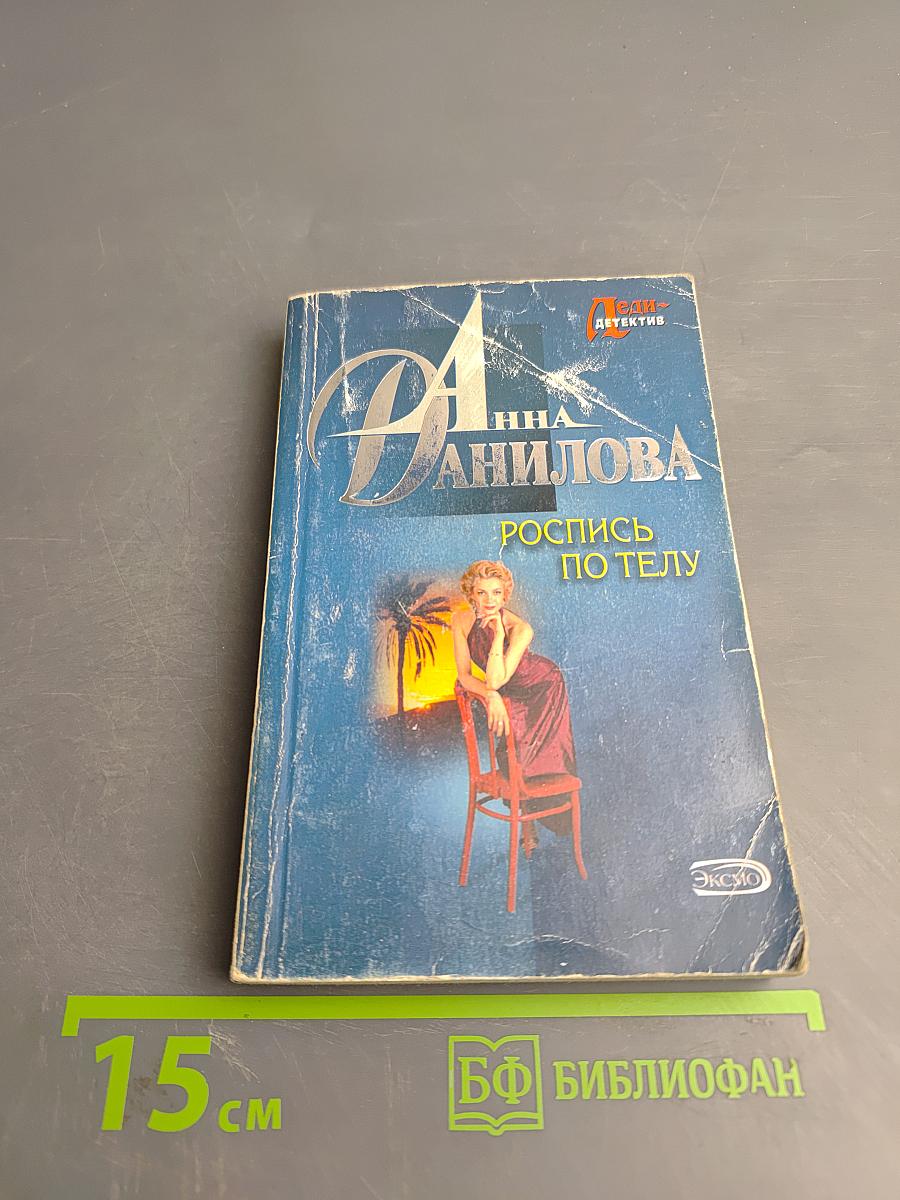 Леди-
ДЕТЕКТИВ
АННА
ДАНИЛОВА
РОСПИСЬ
ПО ТЕЛУ
ЭКСМО
15 СМ
БФ БИБЛИОФАН